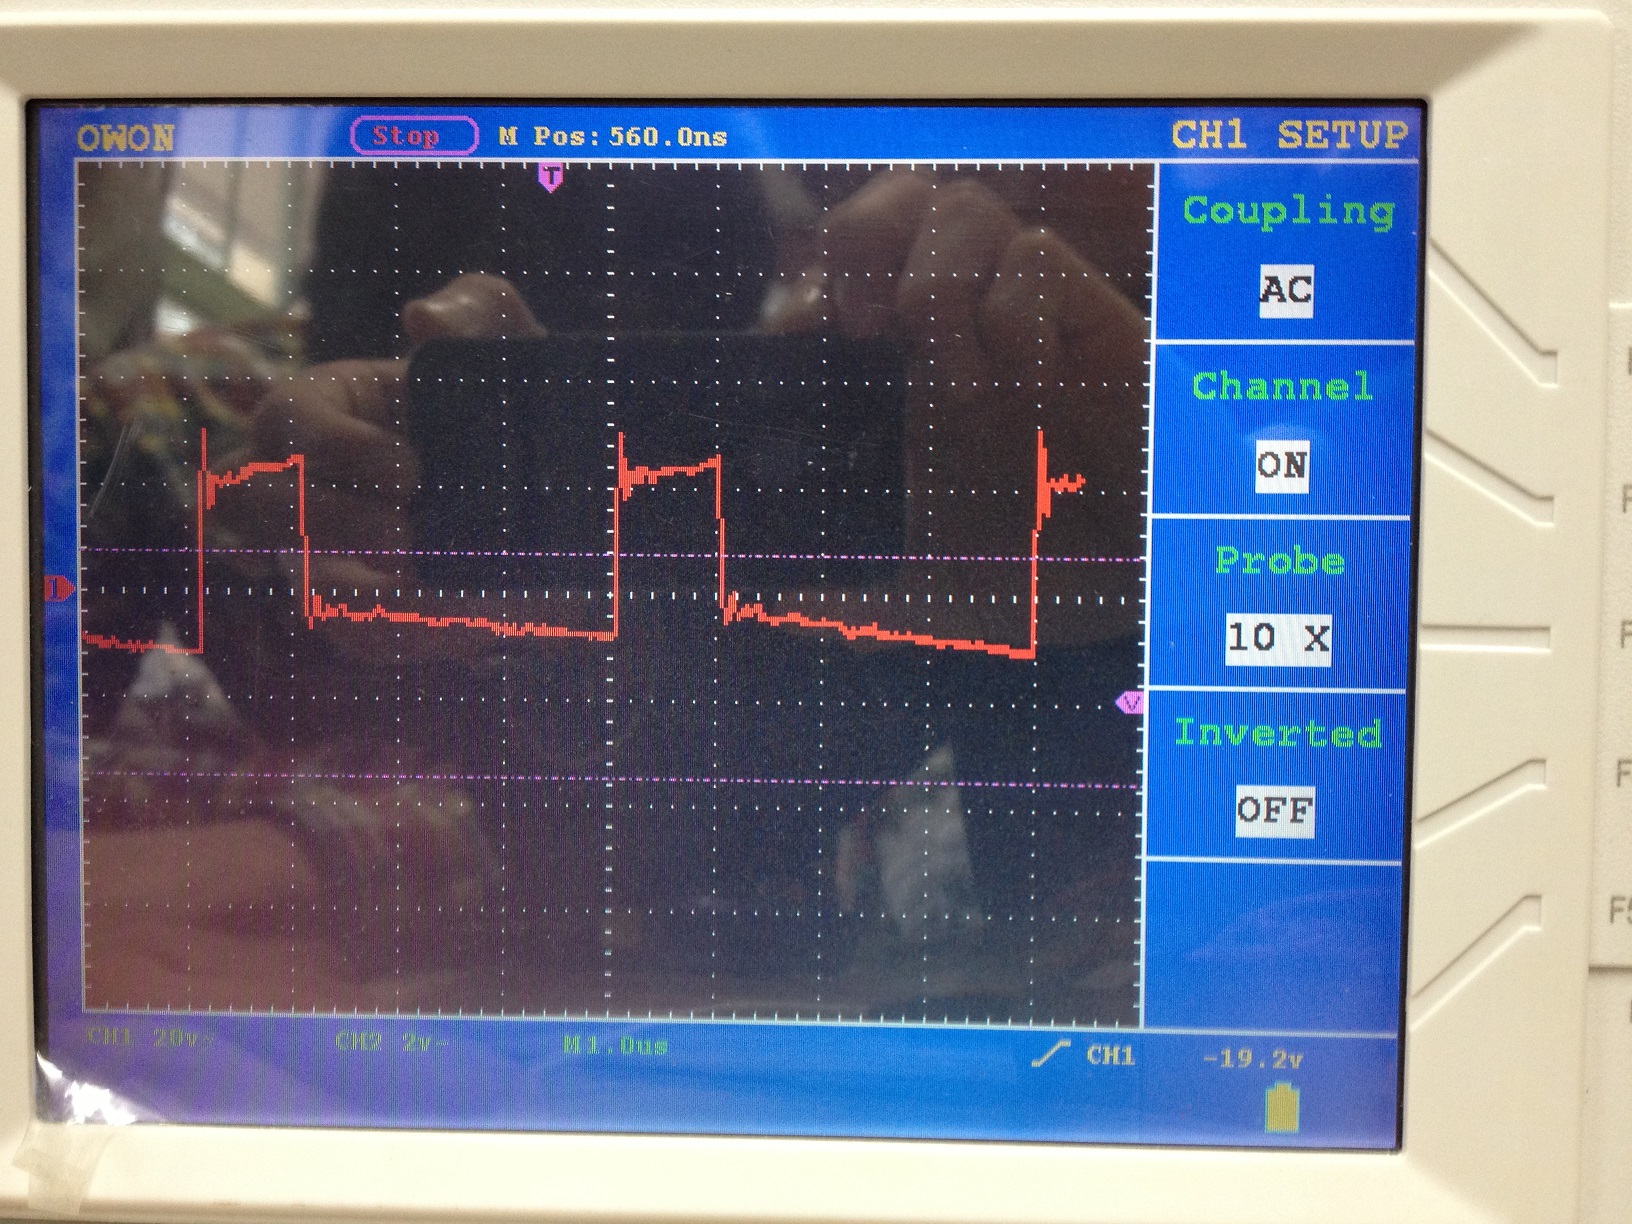 OWON Stop M Pos: 560.0ns CH1 SETUP
T
Coupling
AC
Channel
ON
Probe
10 X
Inverted
OFF
1
V
CH1 20v~ CH2 2v~ M1.0us CH1 -19.2v